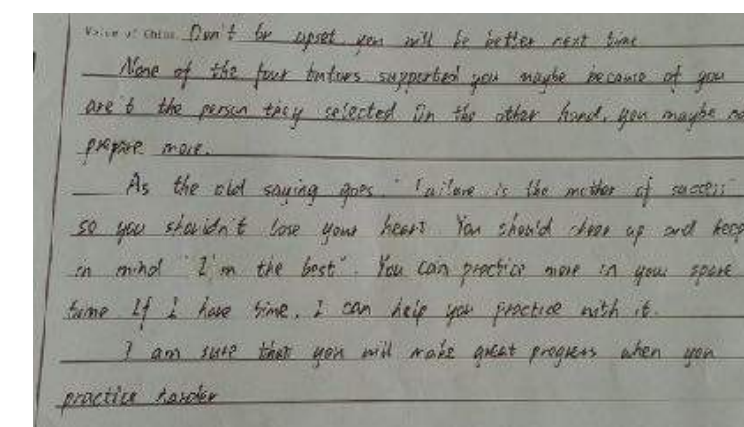 Voice of China. Don't be upset, you will be better next time
None of the four tutors supported you maybe because of you
are't the person they selected On the other hand, you maybe no
prepare more.
As the old saying goes "Failure is the mother of success"
so you shouldn't lose your heart You should cheer up and keep
in mind "I'm the best". You can practice more in your spare
time If I have time, I can help you practice with it.
I am sure that you will make great progress when you
practice harder